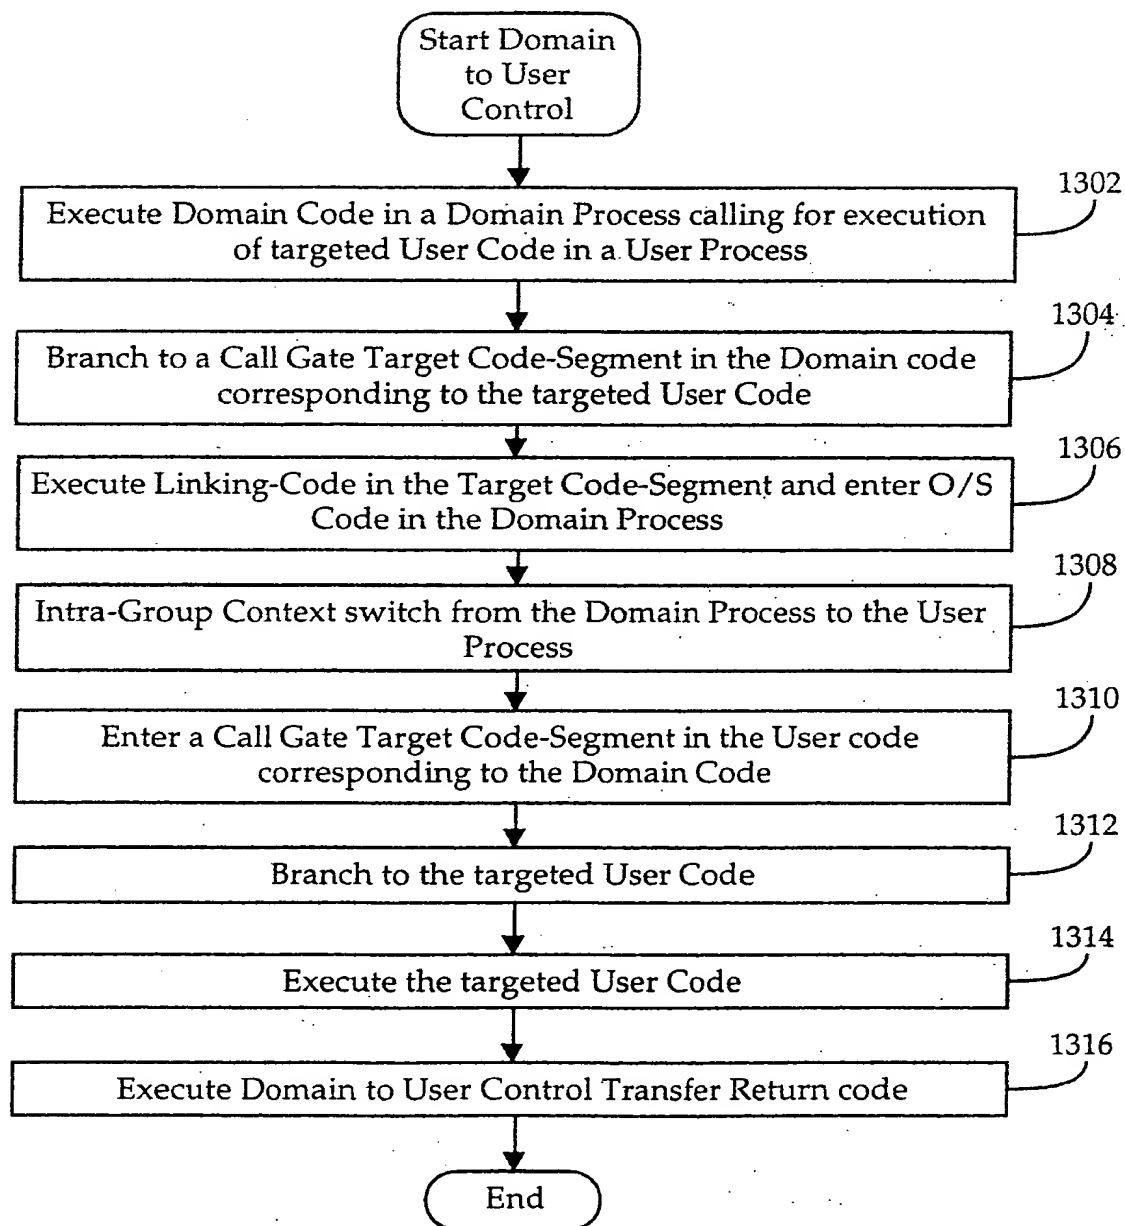 Start Domain
to User
Control
1302
Execute Domain Code in a Domain Process calling for execution
of targeted User Code in a User Process
1304
Branch to a Call Gate Target Code-Segment in the Domain code
corresponding to the targeted User Code
1306
Execute Linking-Code in the Target Code-Segment and enter O/S
Code in the Domain Process
1308
Intra-Group Context switch from the Domain Process to the User
Process
1310
Enter a Call Gate Target Code-Segment in the User code
corresponding to the Domain Code
1312
Branch to the targeted User Code
1314
Execute the targeted User Code
1316
Execute Domain to User Control Transfer Return code
End